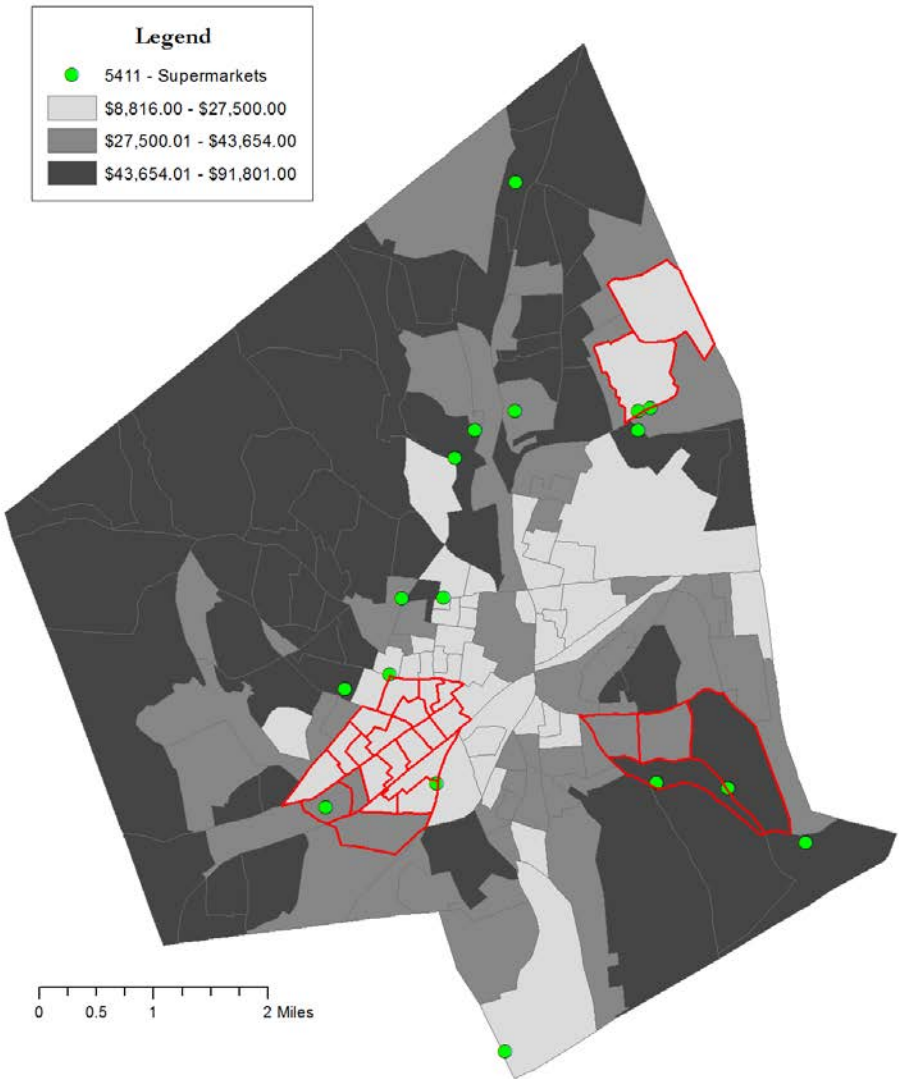 Legend
5411 - Supermarkets
$8,816.00 - $27,500.00
$27,500.01 - $43,654.00
$43,654.01 - $91,801.00
0 0.5 1 2 Miles